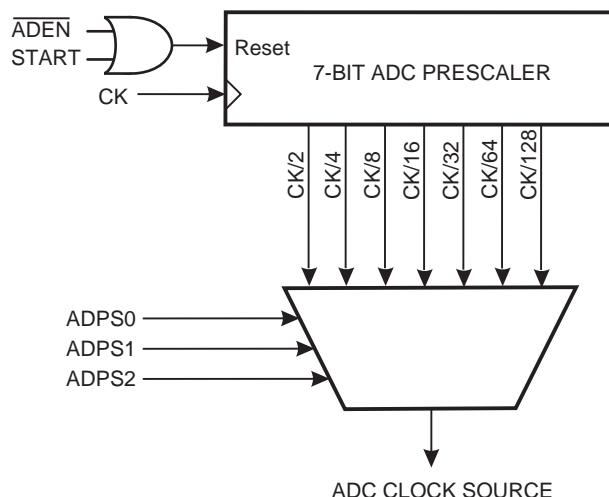 A̅D̅E̅N̅
START
Reset
7-BIT ADC PRESCALER
CK
CK/2
CK/4
CK/8
CK/16
CK/32
CK/64
CK/128
ADPS0
ADPS1
ADPS2
ADC CLOCK SOURCE